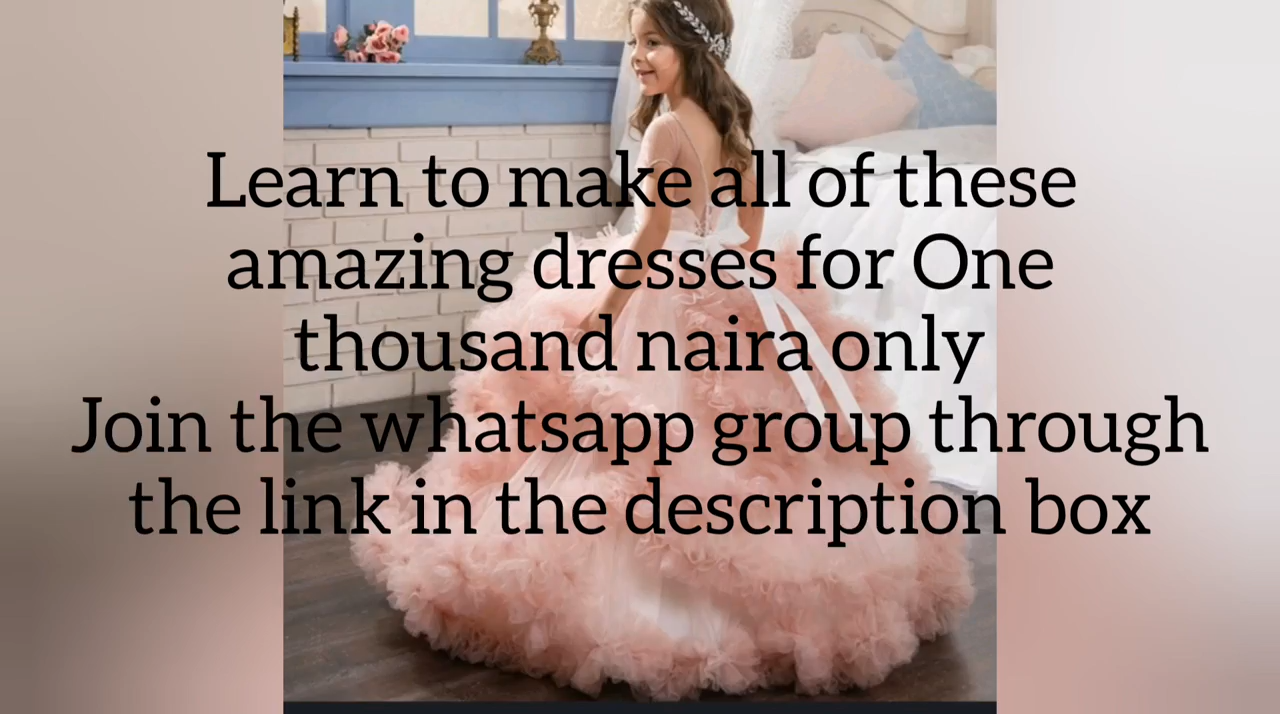 Learn to make all of these
amazing dresses for One
thousand naira only
Join the whatsapp group through
the link in the description box